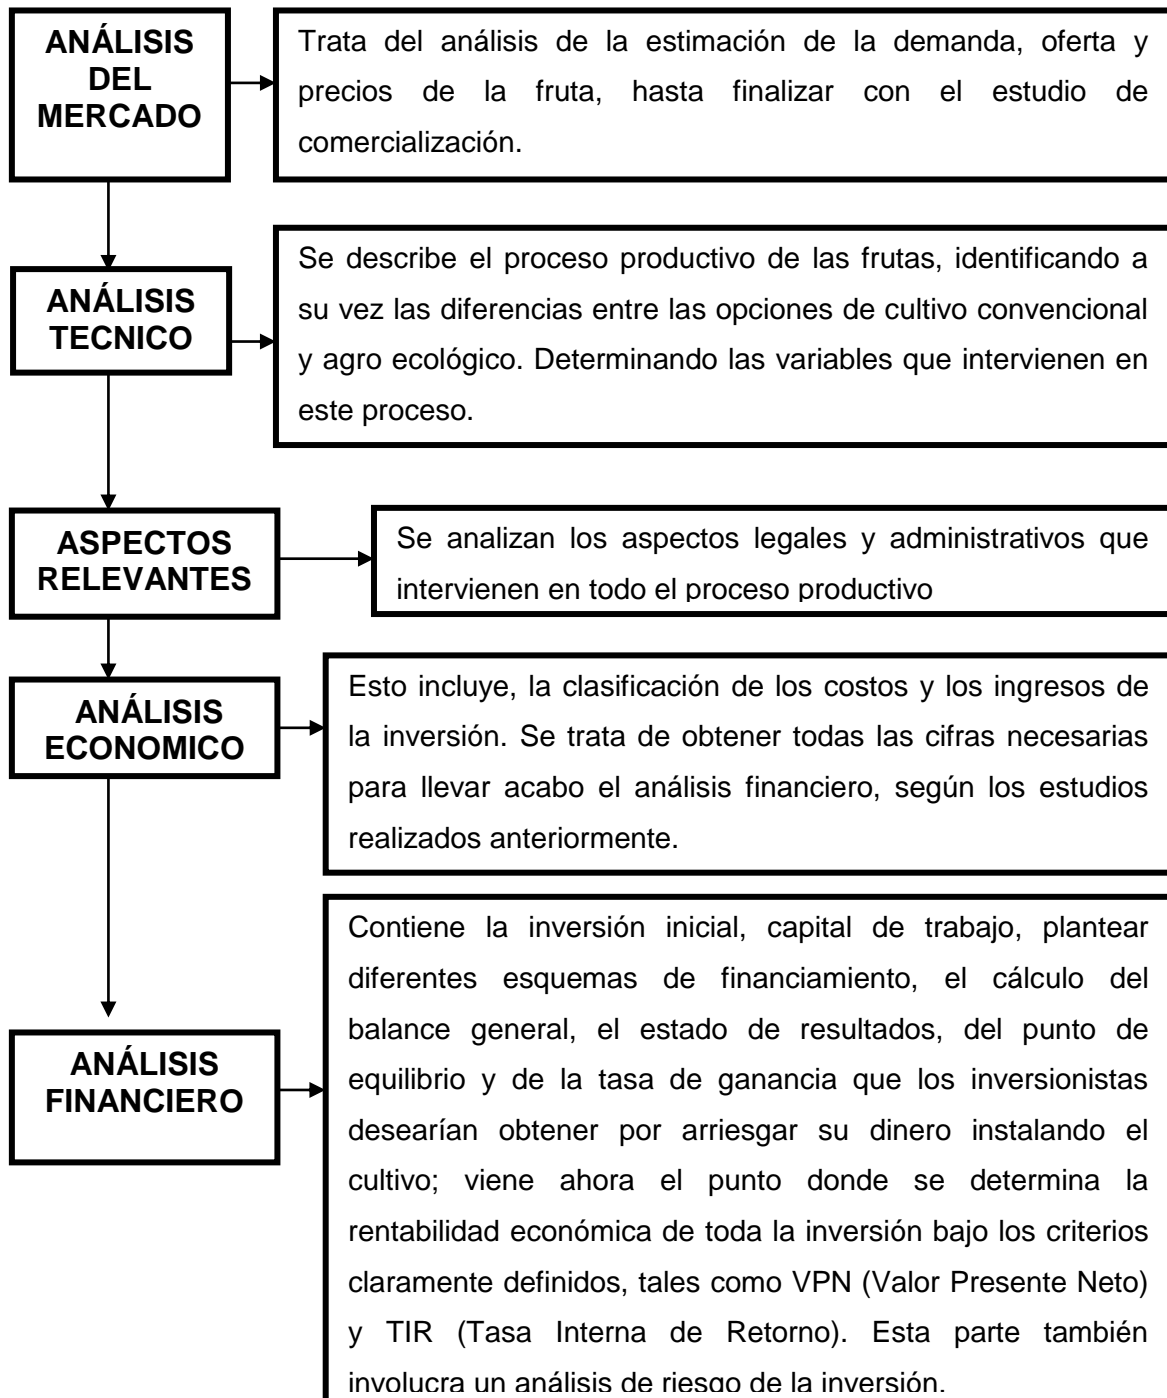 ANÁLISIS
DEL
MERCADO
Trata del análisis de la estimación de la demanda, oferta y
precios de la fruta, hasta finalizar con el estudio de
comercialización.
ANÁLISIS
TECNICO
Se describe el proceso productivo de las frutas, identificando a
su vez las diferencias entre las opciones de cultivo convencional
y agro ecológico. Determinando las variables que intervienen en
este proceso.
ASPECTOS
RELEVANTES
Se analizan los aspectos legales y administrativos que
intervienen en todo el proceso productivo
ANÁLISIS
ECONOMICO
Esto incluye, la clasificación de los costos y los ingresos de
la inversión. Se trata de obtener todas las cifras necesarias
para llevar acabo el análisis financiero, según los estudios
realizados anteriormente.
ANÁLISIS
FINANCIERO
Contiene la inversión inicial, capital de trabajo, plantear
diferentes esquemas de financiamiento, el cálculo del
balance general, el estado de resultados, del punto de
equilibrio y de la tasa de ganancia que los inversionistas
desearían obtener por arriesgar su dinero instalando el
cultivo; viene ahora el punto donde se determina la
rentabilidad económica de toda la inversión bajo los criterios
claramente definidos, tales como VPN (Valor Presente Neto)
y TIR (Tasa Interna de Retorno). Esta parte también
involucra un análisis de riesgo de la inversión.